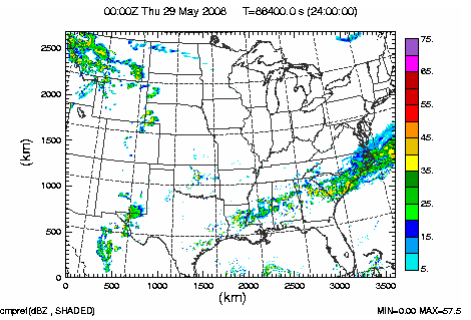 00:00Z Thu 29 May 2008 T=86400.0 s (24:00:00)
2500
2000
1500
1000
500
0
(km)
0 500 1000 1500 2000 2500 3000 3500
(km)
75.
65.
55.
45.
35.
25.
15.
5.
cmpref(dBZ, SHADED)
MIN=0.00 MAX=57.5